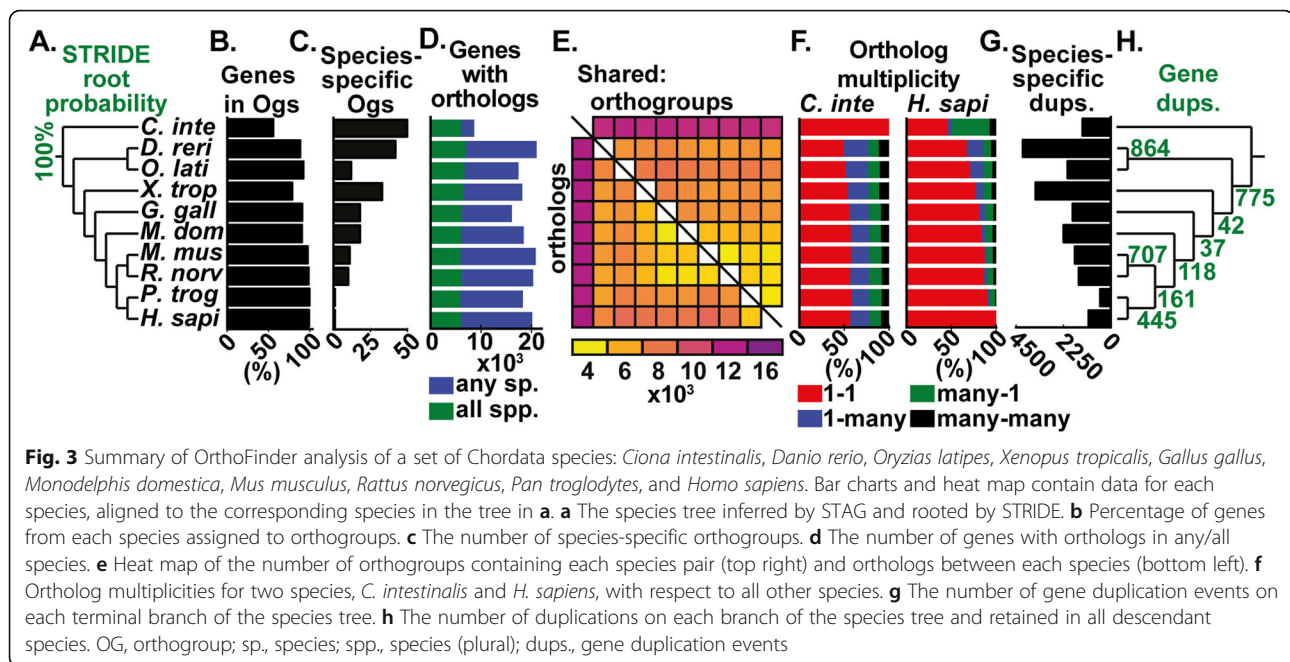 A.
STRIDE
root
probability
100%
C. inte
D. reri
O. lati
X. trop
G. gall
M. dom
M. mus
R. norv
P. trog
H. sapi
B.
Genes
in Ogs
0 50 100
(%)
C.
Species-
specific
Ogs
0 25 50
D.
Genes
with
orthologs
0 10 20
x10³
any sp.
all spp.
E.
Shared:
orthogroups
orthologs
4 6 8 10 12 16
x10³
F.
Ortholog
multiplicity
C. inte H. sapi
0 50 100 0 50 100
(%) (%)
1-1 many-1
1-many many-many
G.
Species-
specific
dups.
4500 2250 0
H.
Gene
dups.
864
775
42
37
707
118
161
445
Fig. 3 Summary of OrthoFinder analysis of a set of Chordata species: Ciona intestinalis, Danio rerio, Oryzias latipes, Xenopus tropicalis, Gallus gallus,
Monodelphis domestica, Mus musculus, Rattus norvegicus, Pan troglodytes, and Homo sapiens. Bar charts and heat map contain data for each
species, aligned to the corresponding species in the tree in a. a The species tree inferred by STAG and rooted by STRIDE. b Percentage of genes
from each species assigned to orthogroups. c The number of species-specific orthogroups. d The number of genes with orthologs in any/all
species. e Heat map of the number of orthogroups containing each species pair (top right) and orthologs between each species (bottom left). f
Ortholog multiplicities for two species, C. intestinalis and H. sapiens, with respect to all other species. g The number of gene duplication events on
each terminal branch of the species tree. h The number of duplications on each branch of the species tree and retained in all descendant
species. OG, orthogroup; sp., species; spp., species (plural); dups., gene duplication events